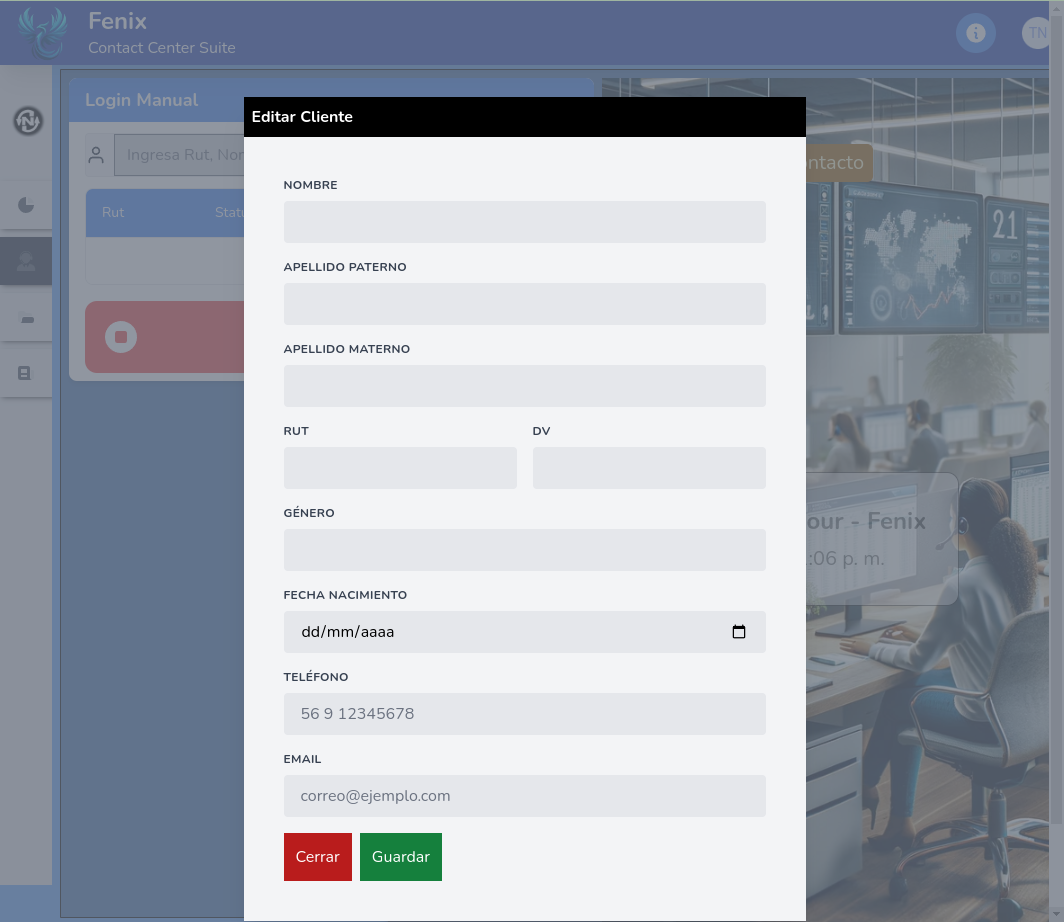 Fenix
Contact Center Suite
TN
Login Manual
Ingresa Rut, Nor
Rut
ontacto
21
our - Fenix
:06 p. m.
Editar Cliente
NOMBRE
APELLIDO PATERNO
APELLIDO MATERNO
RUT
DV
GÉNERO
FECHA NACIMIENTO
dd/mm/aaaa
TELÉFONO
56 9 12345678
EMAIL
correo@ejemplo.com
Cerrar
Guardar